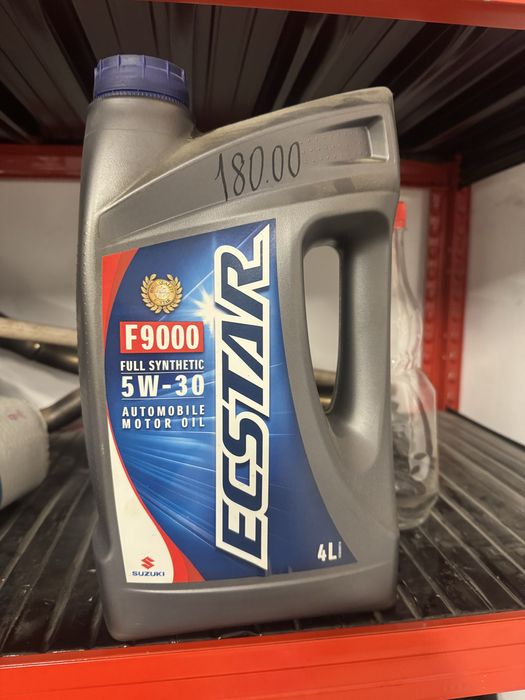 180.00
F9000
FULL SYNTHETIC
5W-30
AUTOMOBILE
MOTOR OIL
ECSTAR
4L
SUZUKI